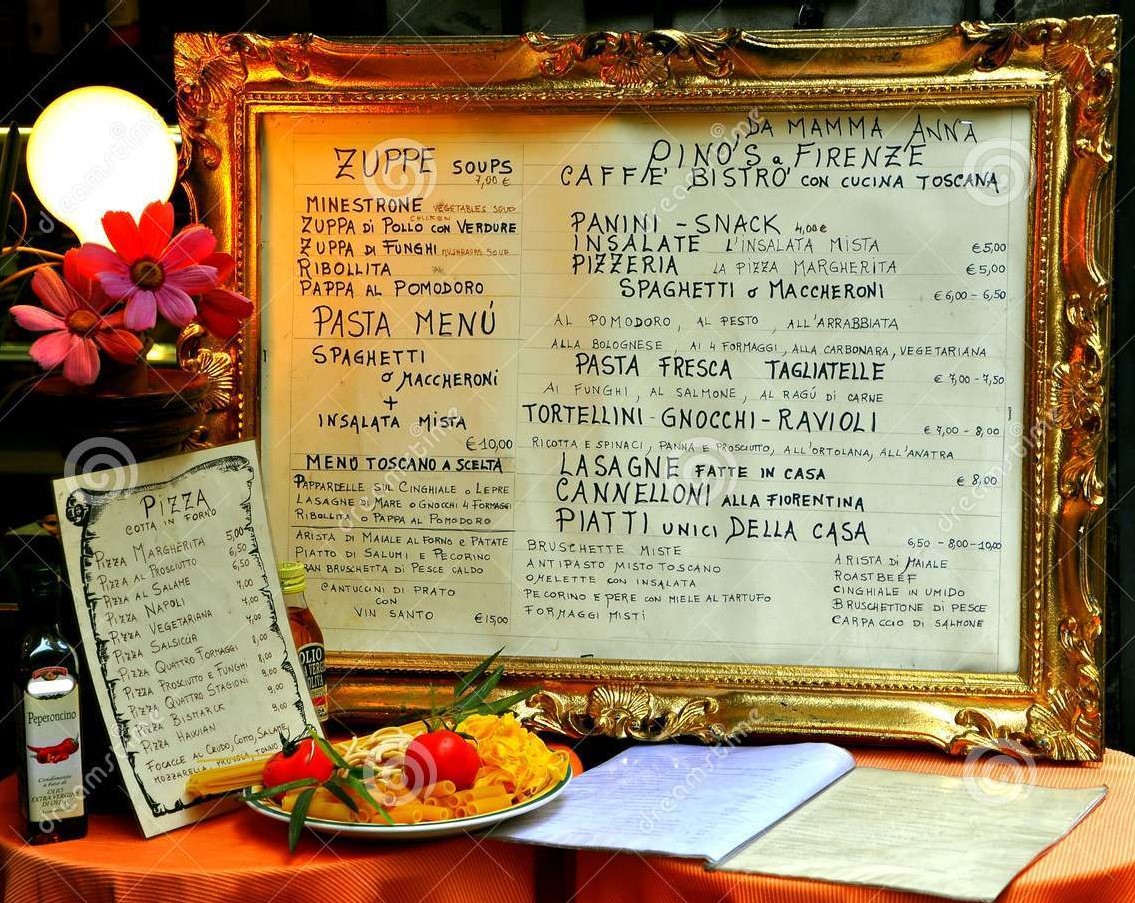 ZUPPE SOUPS
7,00 €
MINESTRONE VEGETABLES SOUP
CHICKEN
ZUPPA DI POLLO CON VERDURE
ZUPPA DI FUNGHI MUSHROOMS SOUP
RIBOLLITA
PAPPA AL POMODORO
PASTA MENÚ
SPAGHETTI
o MACCHERONI
+
INSALATA MISTA
€ 10,00
MENU TOSCANO A SCELTA
PAPPARDELLE SUL CINGHIALE o LEPRE
LASAGNE DI MARE o GNOCCHI 4 FORMAGGI
RIBOLLITA o PAPPA AL POMODORO
ARISTA DI MAIALE AL FORNO E PATATE
PIATTO DI SALUMI E PECORINO
GRAN BRUSCHETTA DI PESCE CALDO
CANTUCCINI DI PRATO
CON
VIN SANTO € 15,00
DA MAMMA ANNA
PINO'S a FIRENZE
CAFFE' BISTRO' CON CUCINA TOSCANA
PANINI - SNACK 4,00 €
INSALATE L'INSALATA MISTA € 5,00
PIZZERIA LA PIZZA MARGHERITA € 5,00
SPAGHETTI o MACCHERONI € 6,00 - 6,50
AL POMODORO, AL PESTO, ALL'ARRABBIATA
ALLA BOLOGNESE, AI 4 FORMAGGI, ALLA CARBONARA, VEGETARIANA
PASTA FRESCA TAGLIATELLE € 7,00 - 7,50
AI FUNGHI, AL SALMONE, AL RAGÚ DI CARNE
TORTELLINI - GNOCCHI - RAVIOLI € 7,00 - 8,00
RICOTTA E SPINACI, PANNA E PROSCIUTTO, ALL'ORTOLANA, ALL'ANATRA
LASAGNE FATTE IN CASA € 8,00
CANNELLONI ALLA FIORENTINA
PIATTI UNICI DELLA CASA 6,50 - 8,00 - 10,00
BRUSCHETTE MISTE
ANTIPASTO MISTO TOSCANO
OMELETTE CON INSALATA
PECORINO E PERE CON MIELE AL TARTUFO
FORMAGGI MISTI
ARISTA DI MAIALE
ROASTBEEF
CINGHIALE IN UMIDO
BRUSCHETTONE DI PESCE
CARPACCIO DI SALMONE
PIZZA
COTTA IN FORNO
PIZZA MARGHERITA 5,00
PIZZA AL PROSCIUTTO 6,50
PIZZA AL SALAME 6,50
PIZZA NAPOLI 7,00
PIZZA VEGETARIANA 7,00
PIZZA SALSICCIA 8,00
PIZZA QUATTRO FORMAGGI 8,00
PIZZA PROSCIUTTO E FUNGHI 8,00
PIZZA QUATTRO STAGIONI 9,00
PIZZA BISMARCK 9,00
PIZZA HAWIIAN
FOCACCE AL CRUDO, COTTO, SALAME
MOZZARELLA, PRUVOLA, TONNO
Peperoncino
Condimento
OLIO
EXTRA VERGINE
DI OLIVA
OLIO
dreamstime